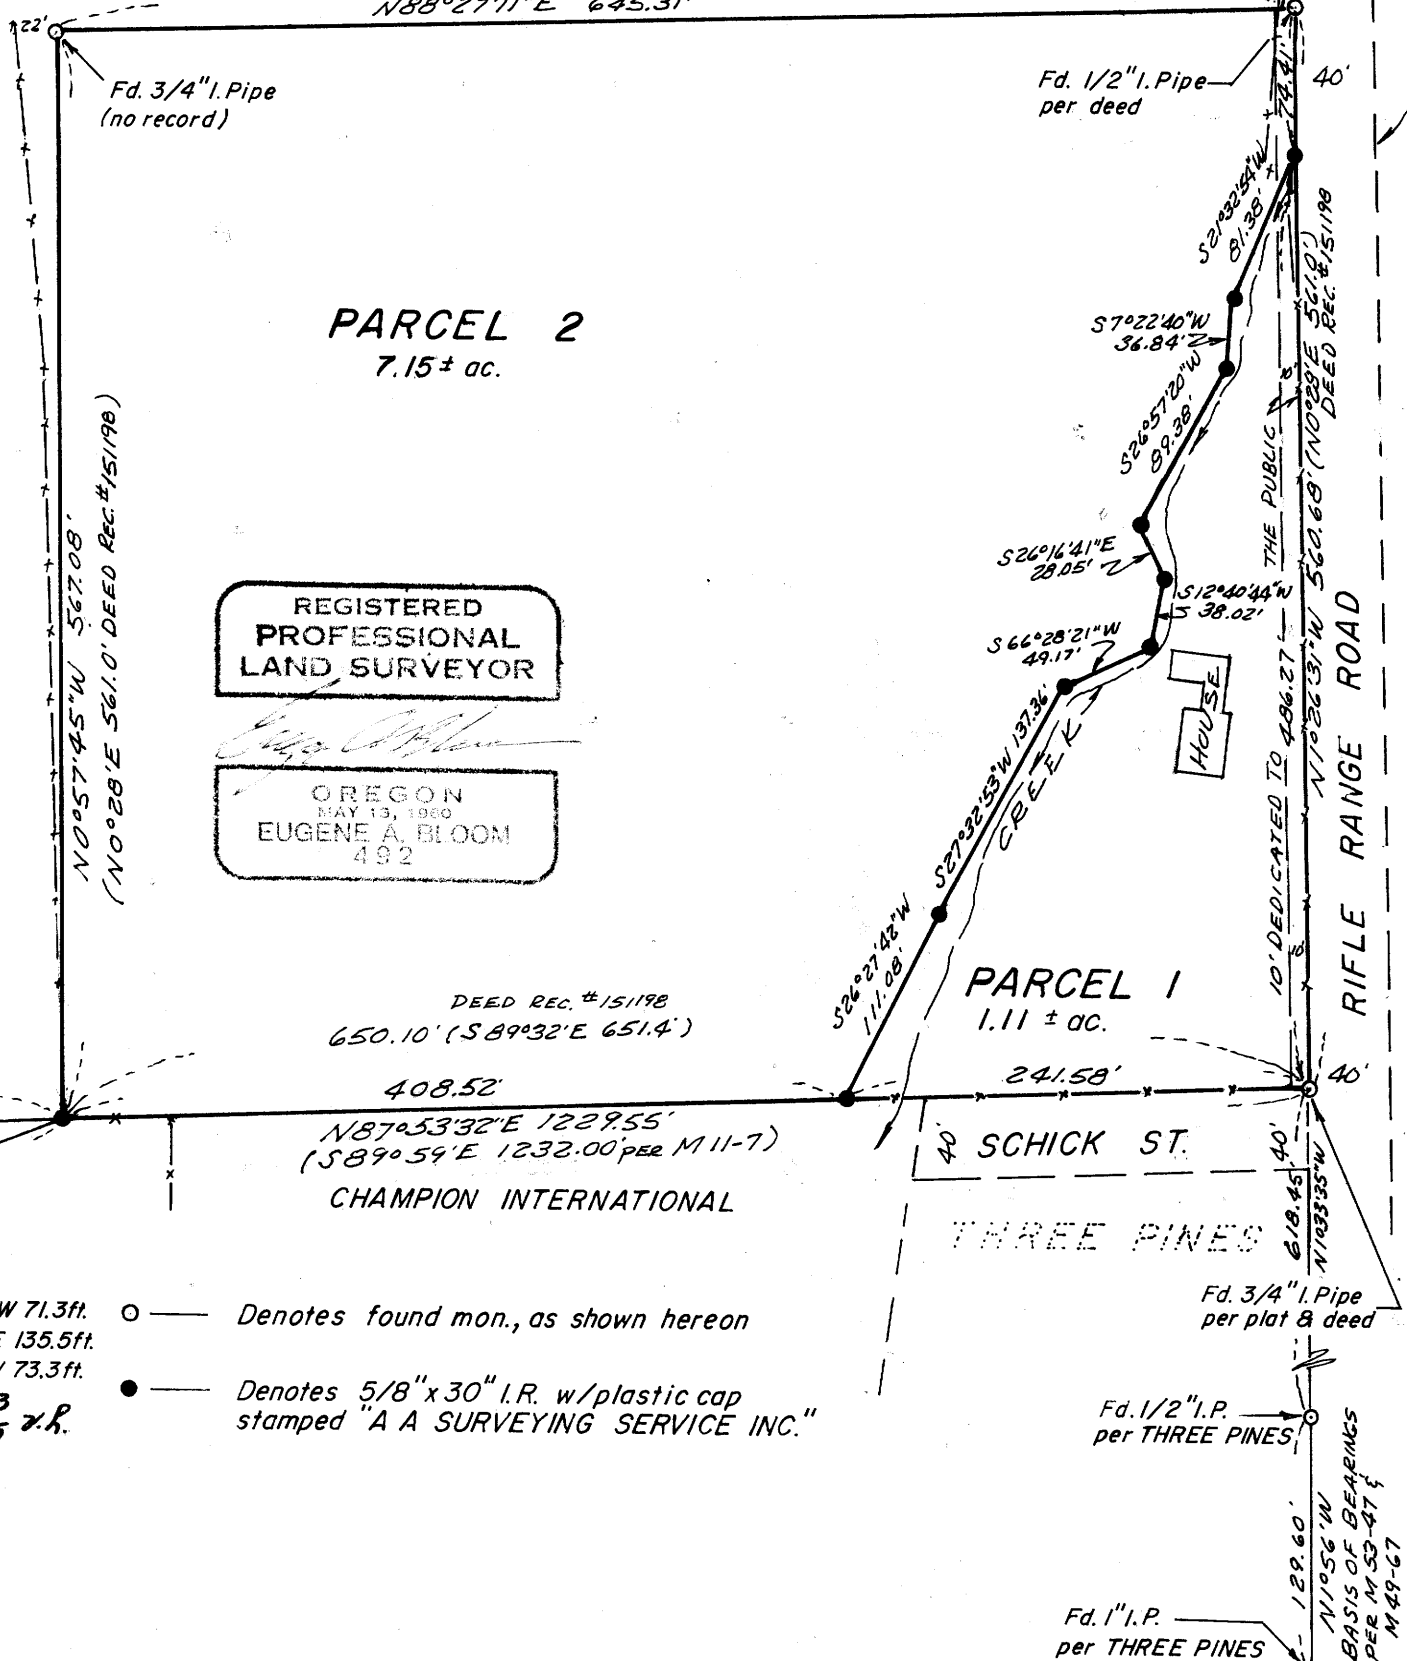 N88°27'11"E 645.31'
22'
Fd. 3/4" I. Pipe
(no record)
Fd. 1/2" I. Pipe
per deed
74.41'
40'
S21°32'54"W
81.38'
PARCEL 2
7.15± ac.
S7°22'40"W
36.84'
S26°57'20"W
89.38'
S26°16'41"E
28.05'
S12°40'44"W
38.02'
S66°28'21"W
49.17'
S27°32'53"W 137.36'
S26°27'42"W
111.08'
CREEK
HOUSE
10' DEDICATED TO THE PUBLIC
486.27'
10'
10'
N1°26'31"W 560.68' (N0°28'E 561.0')
DEED REC. #151198
RIFLE RANGE ROAD
N0°57'45"W 567.08'
(N0°28'E 561.0' DEED REC. #151198)
REGISTERED
PROFESSIONAL
LAND SURVEYOR
OREGON
MAY 13, 1960
EUGENE A. BLOOM
492
PARCEL 1
1.11 ± ac.
DEED REC. #151198
650.10' (S89°32'E 651.4')
408.52'
241.58'
40'
N87°53'32"E 1229.55'
(S89°59'E 1232.00' PER M11-7)
40'
SCHICK ST.
40'
CHAMPION INTERNATIONAL
THREE PINES
618.45'
N1°33'35"W
Fd. 3/4" I. Pipe
per plat & deed
W 71.3ft.
E 135.5ft.
73.3ft.
Denotes found mon., as shown hereon
Denotes 5/8" x 30" I.R. w/plastic cap
stamped "A A SURVEYING SERVICE INC."
Fd. 1/2" I.P.
per THREE PINES
129.60'
N1°56'W
BASIS OF BEARINGS
PER M53-47 &
M49-67
Fd. 1" I.P.
per THREE PINES